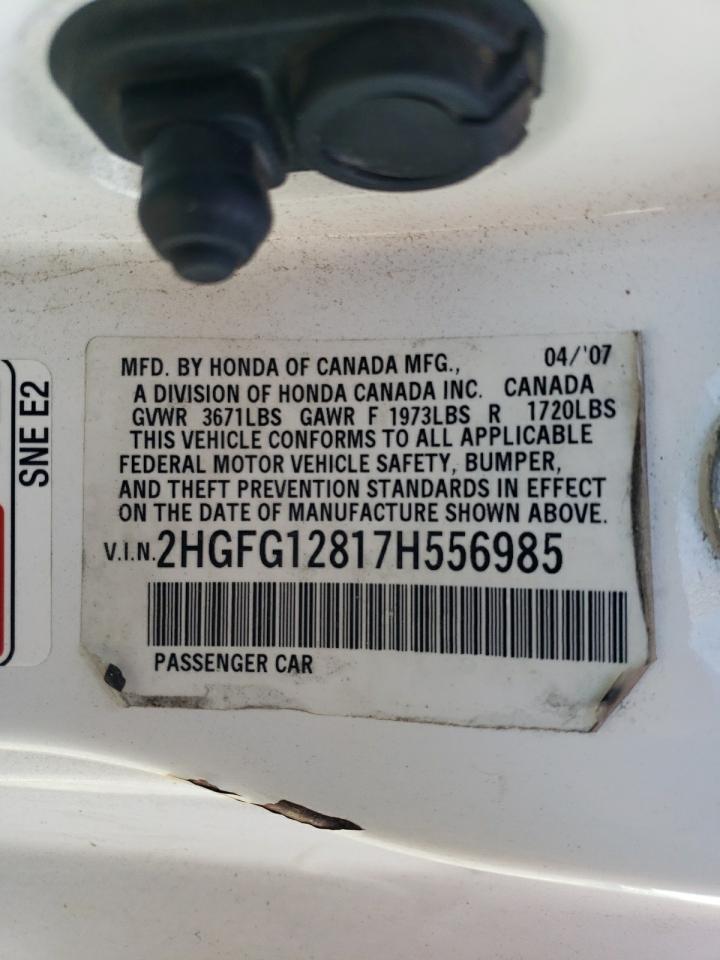 MFD. BY HONDA OF CANADA MFG., 04/'07
A DIVISION OF HONDA CANADA INC. CANADA
GVWR 3671LBS GAWR F 1973LBS R 1720LBS
THIS VEHICLE CONFORMS TO ALL APPLICABLE
FEDERAL MOTOR VEHICLE SAFETY, BUMPER,
AND THEFT PREVENTION STANDARDS IN EFFECT
ON THE DATE OF MANUFACTURE SHOWN ABOVE.
V.I.N. 2HGFG12817H556985
PASSENGER CAR
SNE E2